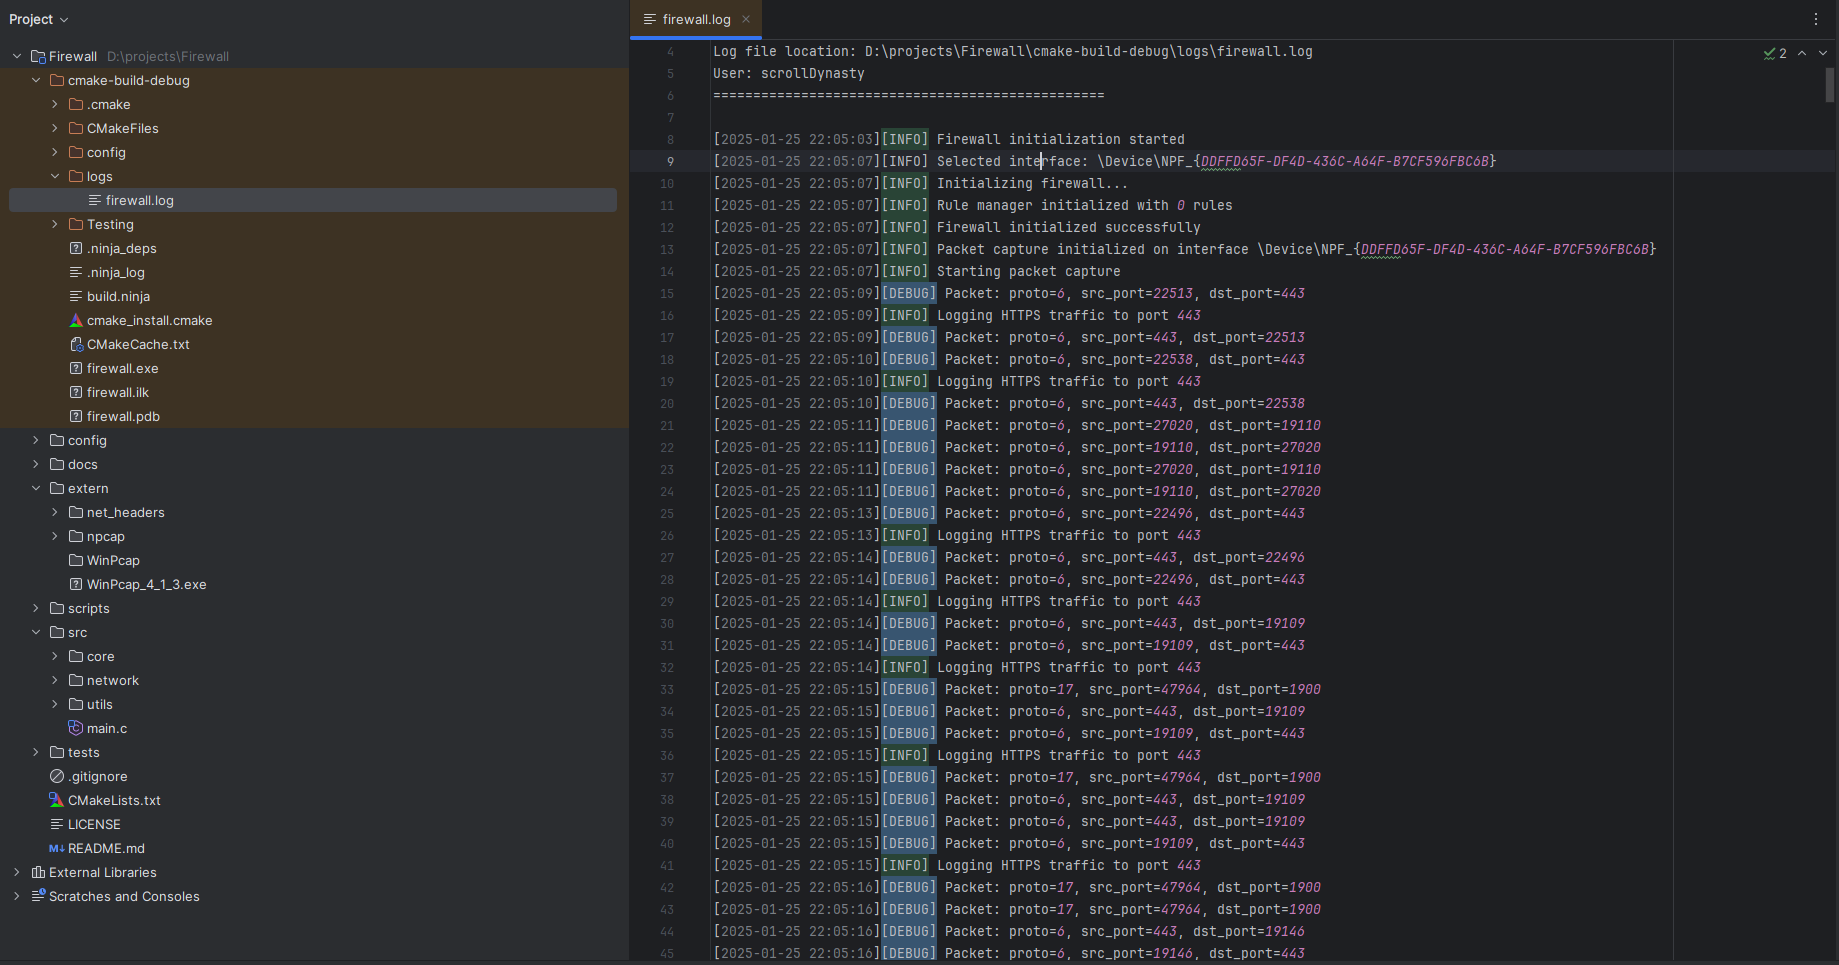 Project
Firewall D:\projects\Firewall
cmake-build-debug
.cmake
CMakeFiles
config
logs
firewall.log
Testing
.ninja_deps
.ninja_log
build.ninja
cmake_install.cmake
CMakeCache.txt
firewall.exe
firewall.ilk
firewall.pdb
config
docs
extern
net_headers
npcap
WinPcap
WinPcap_4_1_3.exe
scripts
src
core
network
utils
main.c
tests
.gitignore
CMakeLists.txt
LICENSE
README.md
External Libraries
Scratches and Consoles
firewall.log
2
4 Log file location: D:\projects\Firewall\cmake-build-debug\logs\firewall.log
5 User: scrollDynasty
6 =================================================
7
8 [2025-01-25 22:05:03][INFO] Firewall initialization started
9 [2025-01-25 22:05:07][INFO] Selected interface: \Device\NPF_{DDFFD65F-DF4D-436C-A64F-B7CF596FBC6B}
10 [2025-01-25 22:05:07][INFO] Initializing firewall...
11 [2025-01-25 22:05:07][INFO] Rule manager initialized with 0 rules
12 [2025-01-25 22:05:07][INFO] Firewall initialized successfully
13 [2025-01-25 22:05:07][INFO] Packet capture initialized on interface \Device\NPF_{DDFFD65F-DF4D-436C-A64F-B7CF596FBC6B}
14 [2025-01-25 22:05:07][INFO] Starting packet capture
15 [2025-01-25 22:05:09][DEBUG] Packet: proto=6, src_port=22513, dst_port=443
16 [2025-01-25 22:05:09][INFO] Logging HTTPS traffic to port 443
17 [2025-01-25 22:05:09][DEBUG] Packet: proto=6, src_port=443, dst_port=22513
18 [2025-01-25 22:05:10][DEBUG] Packet: proto=6, src_port=22538, dst_port=443
19 [2025-01-25 22:05:10][INFO] Logging HTTPS traffic to port 443
20 [2025-01-25 22:05:10][DEBUG] Packet: proto=6, src_port=443, dst_port=22538
21 [2025-01-25 22:05:11][DEBUG] Packet: proto=6, src_port=27020, dst_port=19110
22 [2025-01-25 22:05:11][DEBUG] Packet: proto=6, src_port=19110, dst_port=27020
23 [2025-01-25 22:05:11][DEBUG] Packet: proto=6, src_port=27020, dst_port=19110
24 [2025-01-25 22:05:11][DEBUG] Packet: proto=6, src_port=19110, dst_port=27020
25 [2025-01-25 22:05:13][DEBUG] Packet: proto=6, src_port=22496, dst_port=443
26 [2025-01-25 22:05:13][INFO] Logging HTTPS traffic to port 443
27 [2025-01-25 22:05:14][DEBUG] Packet: proto=6, src_port=443, dst_port=22496
28 [2025-01-25 22:05:14][DEBUG] Packet: proto=6, src_port=22496, dst_port=443
29 [2025-01-25 22:05:14][INFO] Logging HTTPS traffic to port 443
30 [2025-01-25 22:05:14][DEBUG] Packet: proto=6, src_port=443, dst_port=19109
31 [2025-01-25 22:05:14][DEBUG] Packet: proto=6, src_port=19109, dst_port=443
32 [2025-01-25 22:05:14][INFO] Logging HTTPS traffic to port 443
33 [2025-01-25 22:05:15][DEBUG] Packet: proto=17, src_port=47964, dst_port=1900
34 [2025-01-25 22:05:15][DEBUG] Packet: proto=6, src_port=443, dst_port=19109
35 [2025-01-25 22:05:15][DEBUG] Packet: proto=6, src_port=19109, dst_port=443
36 [2025-01-25 22:05:15][INFO] Logging HTTPS traffic to port 443
37 [2025-01-25 22:05:15][DEBUG] Packet: proto=17, src_port=47964, dst_port=1900
38 [2025-01-25 22:05:15][DEBUG] Packet: proto=6, src_port=443, dst_port=19109
39 [2025-01-25 22:05:15][DEBUG] Packet: proto=6, src_port=443, dst_port=19109
40 [2025-01-25 22:05:15][DEBUG] Packet: proto=6, src_port=19109, dst_port=443
41 [2025-01-25 22:05:15][INFO] Logging HTTPS traffic to port 443
42 [2025-01-25 22:05:16][DEBUG] Packet: proto=17, src_port=47964, dst_port=1900
43 [2025-01-25 22:05:16][DEBUG] Packet: proto=17, src_port=47964, dst_port=1900
44 [2025-01-25 22:05:16][DEBUG] Packet: proto=6, src_port=443, dst_port=19146
45 [2025-01-25 22:05:16][DEBUG] Packet: proto=6, src_port=19146, dst_port=443